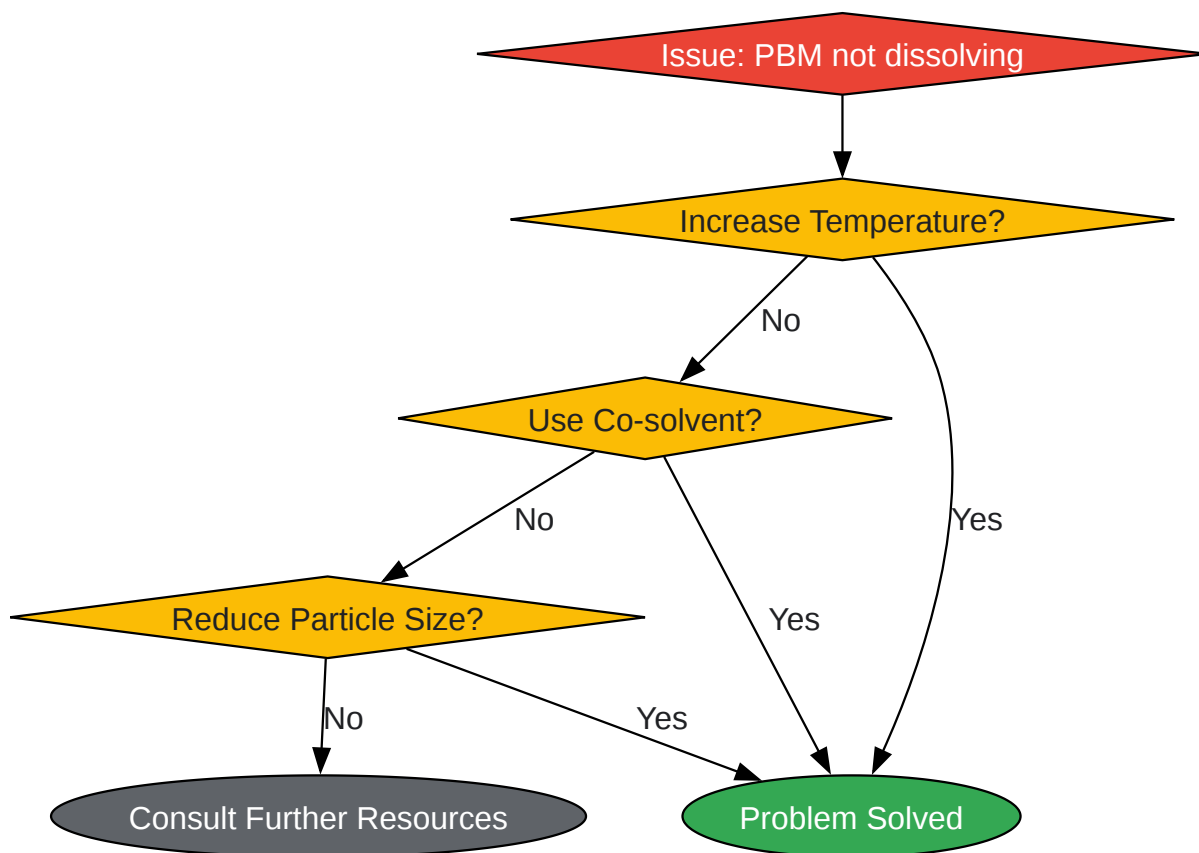 Issue: PBM not dissolving
Increase Temperature?
No
Use Co-solvent?
No
Yes
Reduce Particle Size?
Yes
No
Yes
Consult Further Resources
Problem Solved